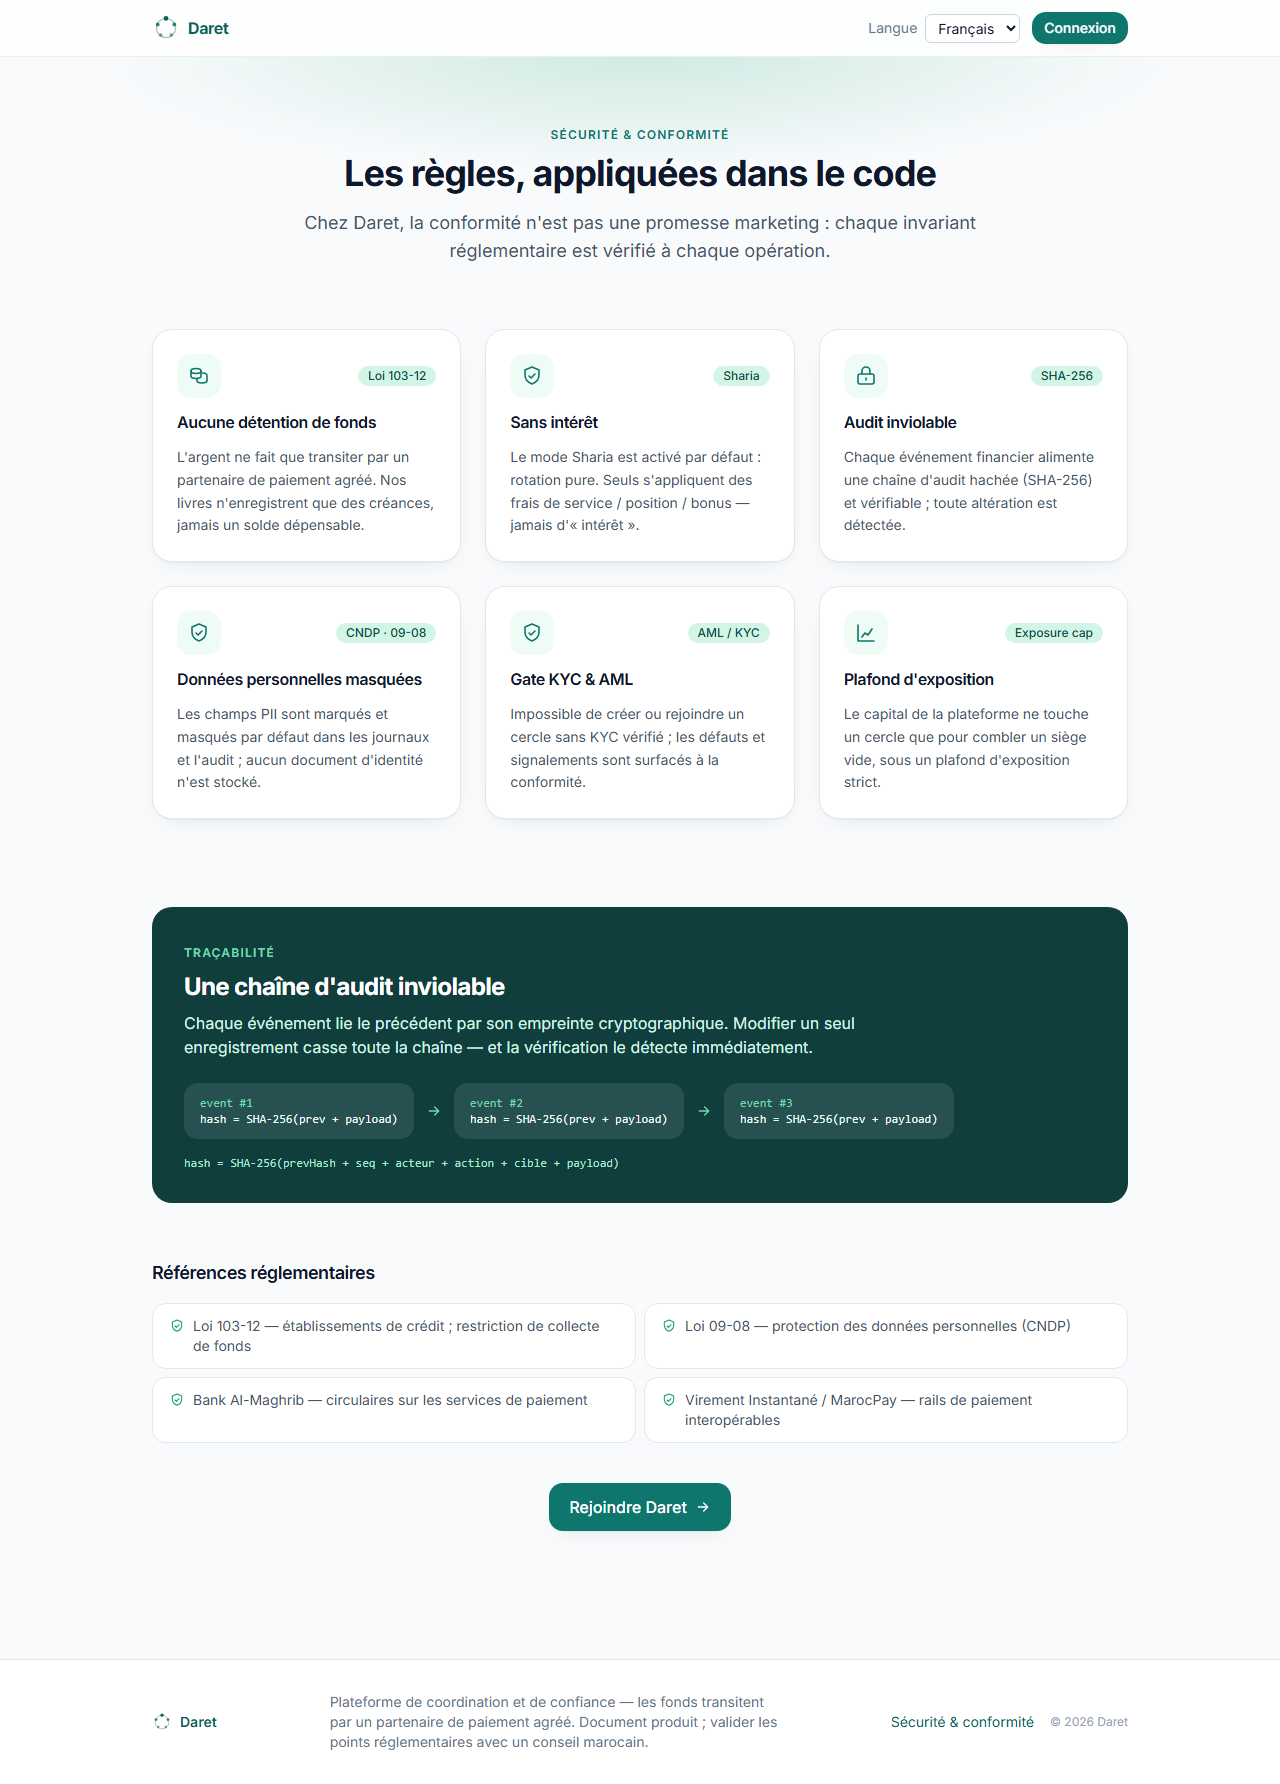 Daret
Langue
Français
Connexion
SÉCURITÉ & CONFORMITÉ
Les règles, appliquées dans le code
Chez Daret, la conformité n'est pas une promesse marketing : chaque invariant
réglementaire est vérifié à chaque opération.
Loi 103-12
Aucune détention de fonds
L'argent ne fait que transiter par un
partenaire de paiement agréé. Nos
livres n'enregistrent que des créances,
jamais un solde dépensable.
Sharia
Sans intérêt
Le mode Sharia est activé par défaut :
rotation pure. Seuls s'appliquent des
frais de service / position / bonus —
jamais d'« intérêt ».
SHA-256
Audit inviolable
Chaque événement financier alimente
une chaîne d'audit hachée (SHA-256)
et vérifiable ; toute altération est
détectée.
CNDP · 09-08
Données personnelles masquées
Les champs PII sont marqués et
masqués par défaut dans les journaux
et l'audit ; aucun document d'identité
n'est stocké.
AML / KYC
Gate KYC & AML
Impossible de créer ou rejoindre un
cercle sans KYC vérifié ; les défauts et
signalements sont surfacés à la
conformité.
Exposure cap
Plafond d'exposition
Le capital de la plateforme ne touche
un cercle que pour combler un siège
vide, sous un plafond d'exposition
strict.
TRAÇABILITÉ
Une chaîne d'audit inviolable
Chaque événement lie le précédent par son empreinte cryptographique. Modifier un seul
enregistrement casse toute la chaîne — et la vérification le détecte immédiatement.
event #1
hash = SHA-256(prev + payload)
→
event #2
hash = SHA-256(prev + payload)
→
event #3
hash = SHA-256(prev + payload)
hash = SHA-256(prevHash + seq + acteur + action + cible + payload)
Références réglementaires
Loi 103-12 — établissements de crédit ; restriction de collecte
de fonds
Loi 09-08 — protection des données personnelles (CNDP)
Bank Al-Maghrib — circulaires sur les services de paiement
Virement Instantané / MarocPay — rails de paiement
interopérables
Rejoindre Daret →
Daret
Plateforme de coordination et de confiance — les fonds transitent
par un partenaire de paiement agréé. Document produit ; valider les
points réglementaires avec un conseil marocain.
Sécurité & conformité
© 2026 Daret